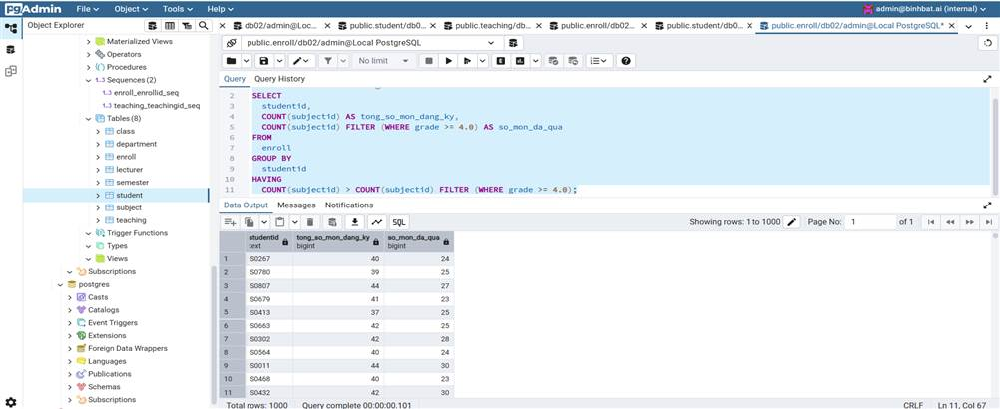 pgAdmin File Object Tools Help admin@binhbat.ai (internal)
Object Explorer
db02/admin@Loc...
public.student/db0...
public.teaching/db...
public.enroll/db02...
public.student/db0...
public.enroll/db02/admin@Local PostgreSQL*
Materialized Views
Operators
Procedures
Sequences (2)
enroll_enrollid_seq
teaching_teachingid_seq
Tables (8)
class
department
enroll
lecturer
semester
student
subject
teaching
Trigger Functions
Types
Views
Subscriptions
postgres
Casts
Catalogs
Event Triggers
Extensions
Foreign Data Wrappers
Languages
Publications
Schemas
Subscriptions
public.enroll/db02/admin@Local PostgreSQL
No limit
Query Query History
2 SELECT
3 studentid,
4 COUNT(subjectid) AS tong_so_mon_dang_ky,
5 COUNT(subjectid) FILTER (WHERE grade >= 4.0) AS so_mon_da_qua
6 FROM
7 enroll
8 GROUP BY
9 studentid
10 HAVING
11 COUNT(subjectid) > COUNT(subjectid) FILTER (WHERE grade >= 4.0);
Data Output Messages Notifications
SQL Showing rows: 1 to 1000 Page No: 1 of 1
studentid tong_so_mon_dang_ky so_mon_da_qua
text bigint bigint
1 S0267 40 24
2 S0780 39 25
3 S0807 44 27
4 S0679 41 23
5 S0413 37 25
6 S0663 42 25
7 S0302 42 28
8 S0564 40 24
9 S0011 44 30
10 S0468 40 23
11 S0432 42 30
Total rows: 1000 Query complete 00:00:00.101 CRLF Ln 11, Col 67